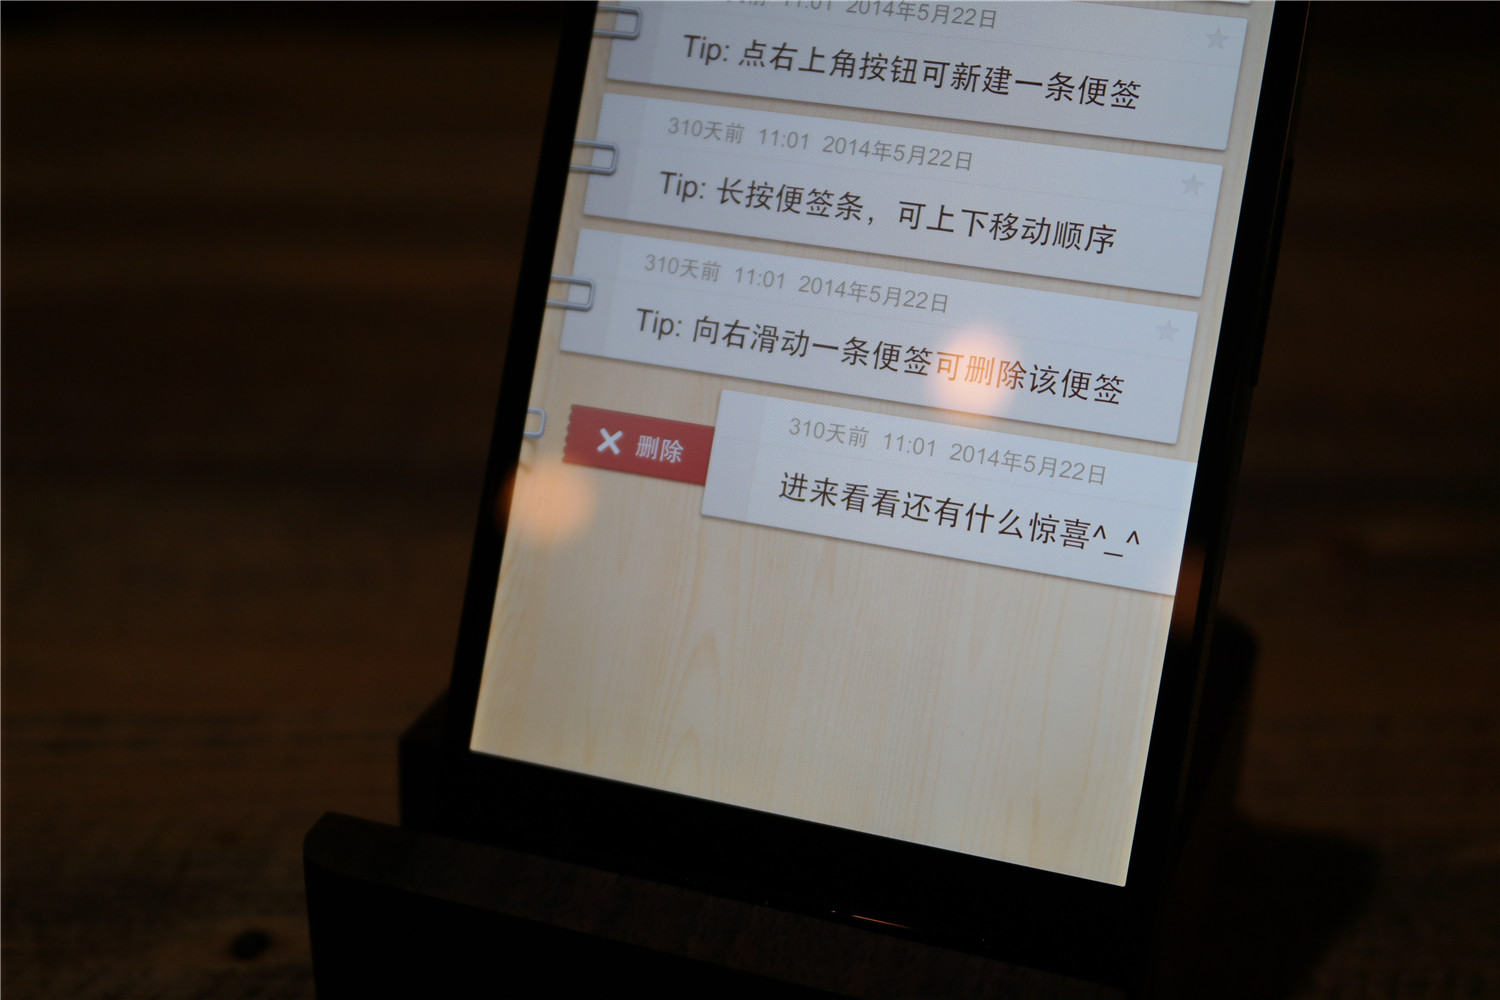 11:01 2014年5月22日
Tip: 点右上角按钮可新建一条便签
310天前 11:01 2014年5月22日
Tip: 长按便签条，可上下移动顺序
310天前 11:01 2014年5月22日
Tip: 向右滑动一条便签可删除该便签
删除
310天前 11:01 2014年5月22日
进来看看还有什么惊喜^_^